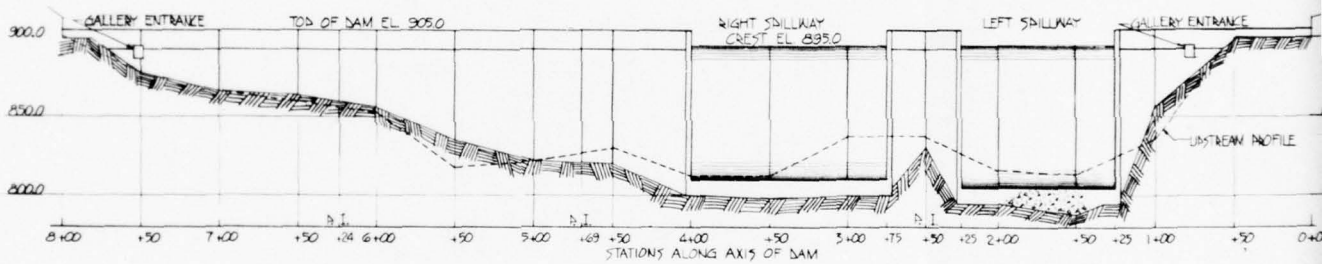 GALLERY ENTRANCE
TOP OF DAM EL. 905.0
RIGHT SPILLWAY
CREST EL. 895.0
LEFT SPILLWAY
GALLERY ENTRANCE
900.0
850.0
800.0
UPSTREAM PROFILE
P.I. P.I. P.I.
8+00 +50 7+00 +50 +24 6+00 +50 5+00 +69 +50 4+00 +50 3+00 +75 +50 +25 2+00 +50 +25 1+00 +50 0+0
STATIONS ALONG AXIS OF DAM